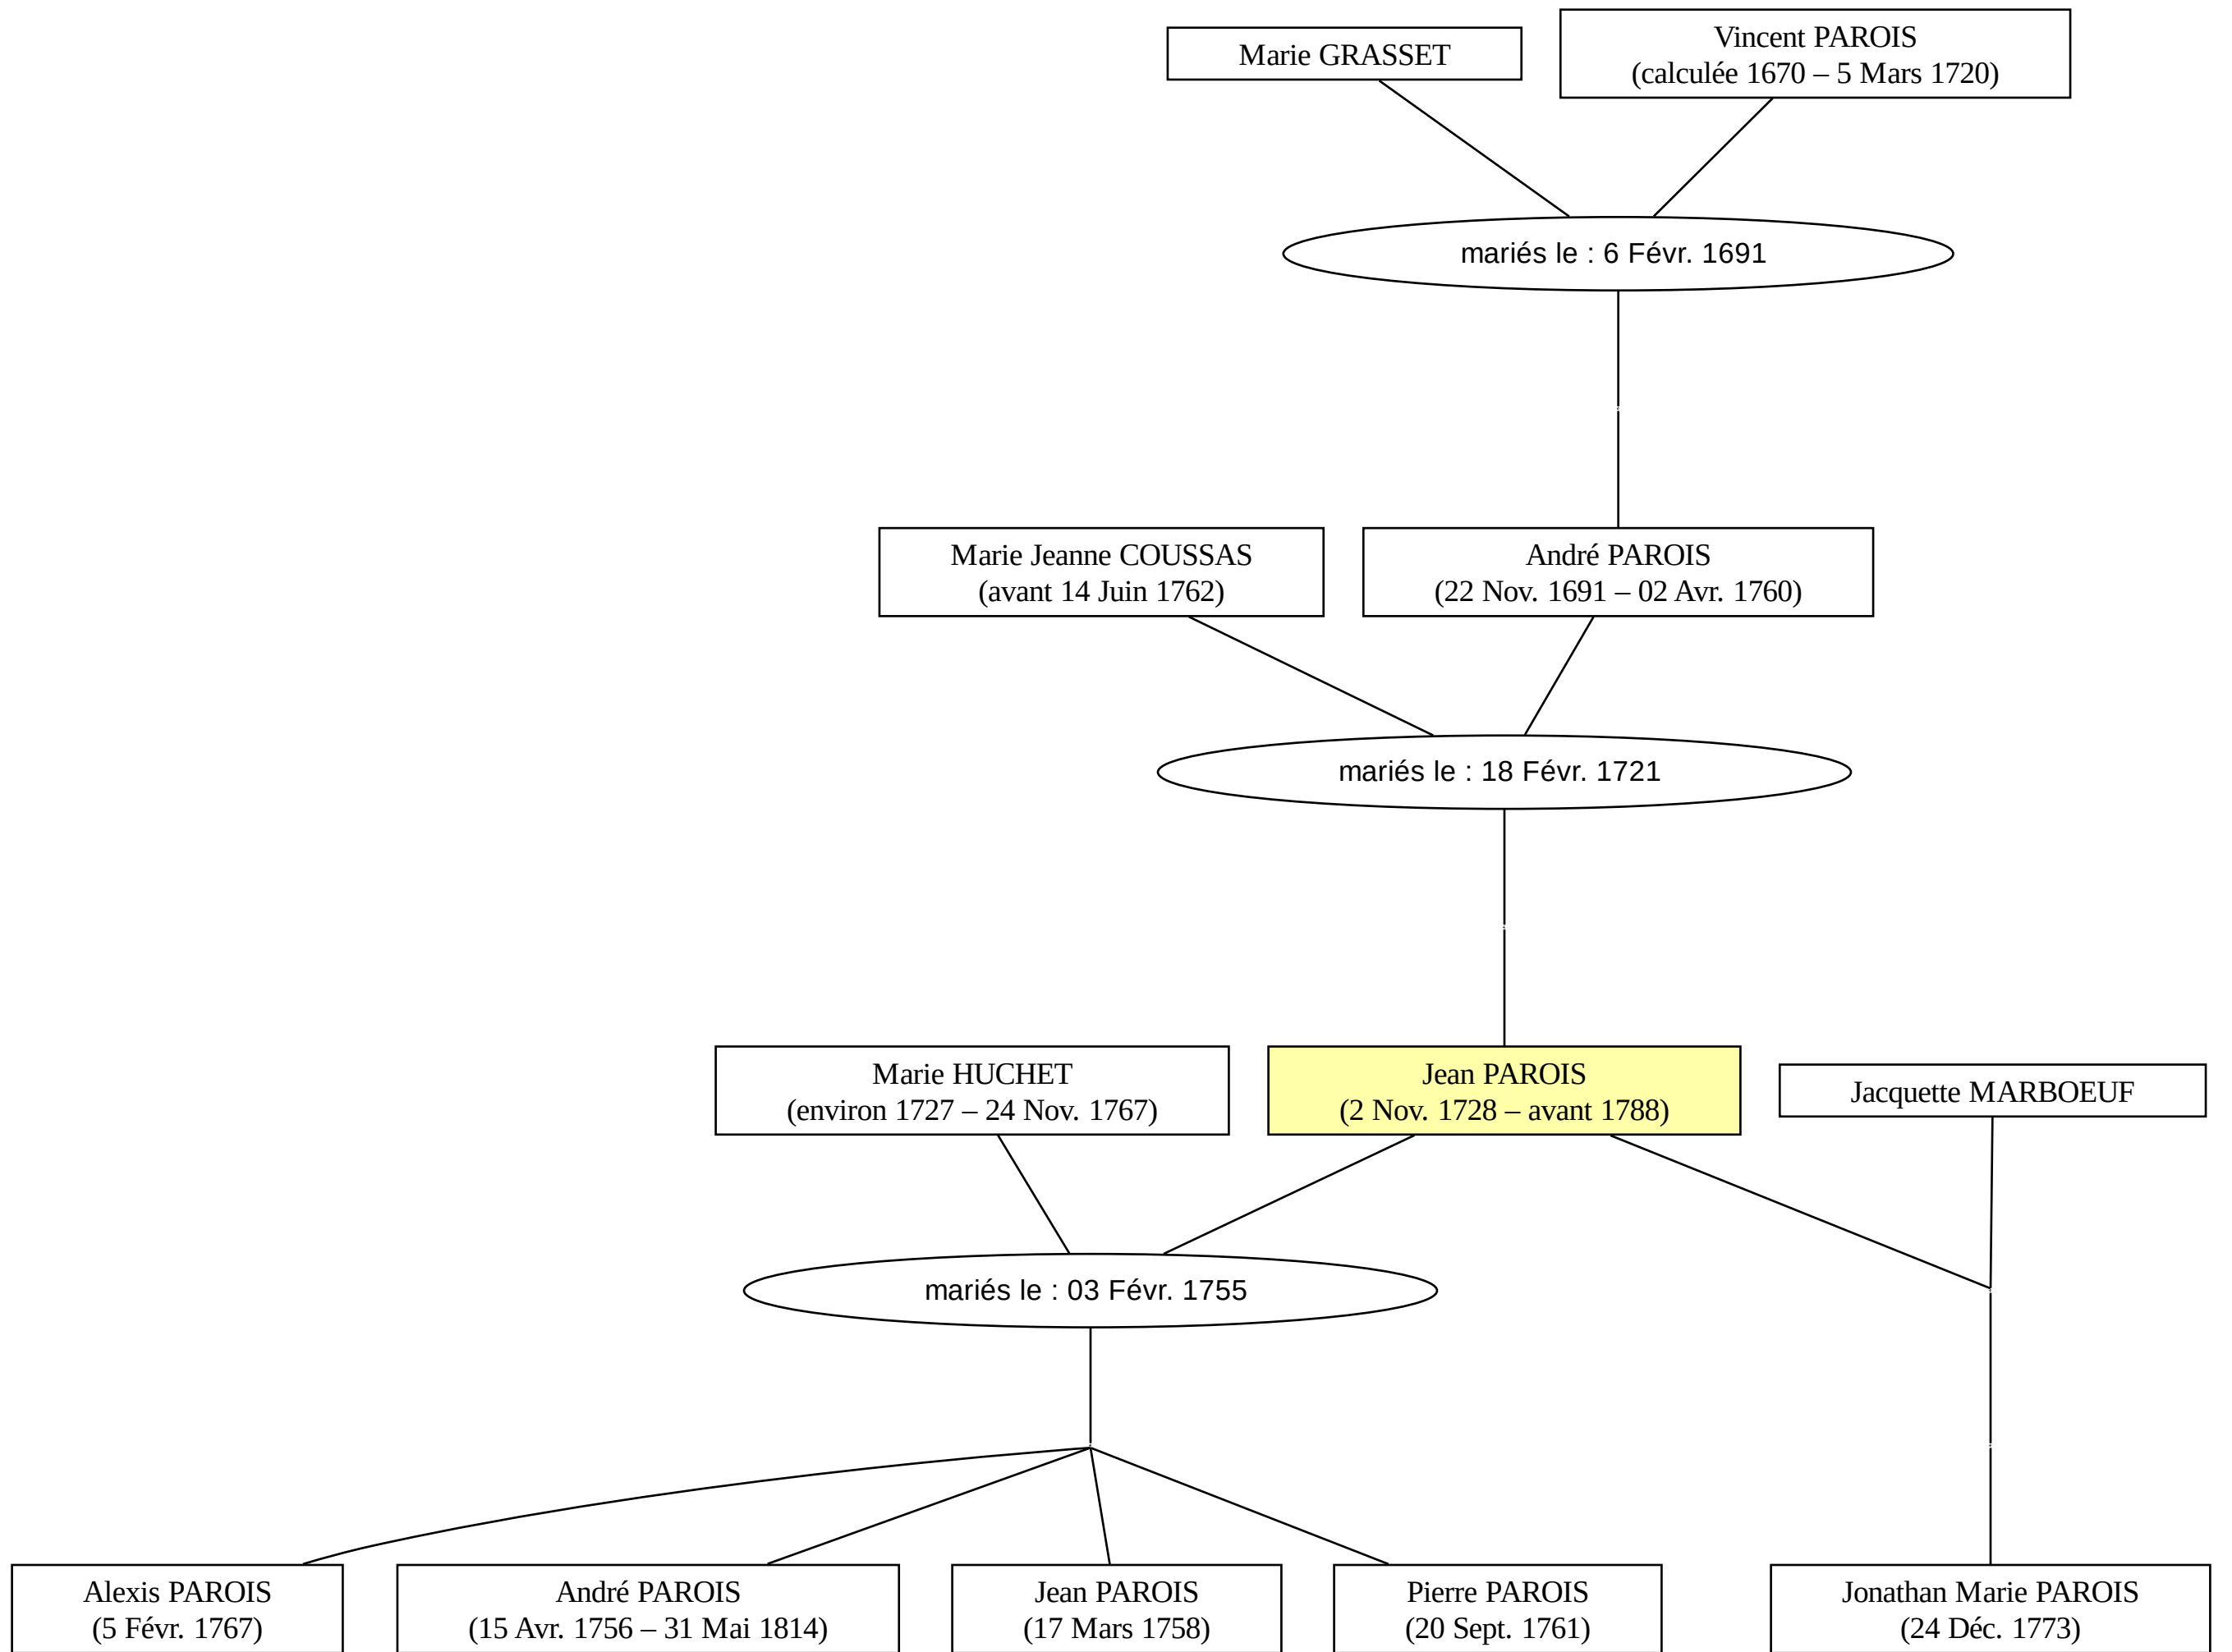 Marie GRASSET
Vincent PAROIS
(calculée 1670 – 5 Mars 1720)
mariés le : 6 Févr. 1691
Marie Jeanne COUSSAS
(avant 14 Juin 1762)
André PAROIS
(22 Nov. 1691 – 02 Avr. 1760)
mariés le : 18 Févr. 1721
Marie HUCHET
(environ 1727 – 24 Nov. 1767)
Jean PAROIS
(2 Nov. 1728 – avant 1788)
Jacquette MARBOEUF
mariés le : 03 Févr. 1755
Alexis PAROIS
(5 Févr. 1767)
André PAROIS
(15 Avr. 1756 – 31 Mai 1814)
Jean PAROIS
(17 Mars 1758)
Pierre PAROIS
(20 Sept. 1761)
Jonathan Marie PAROIS
(24 Déc. 1773)